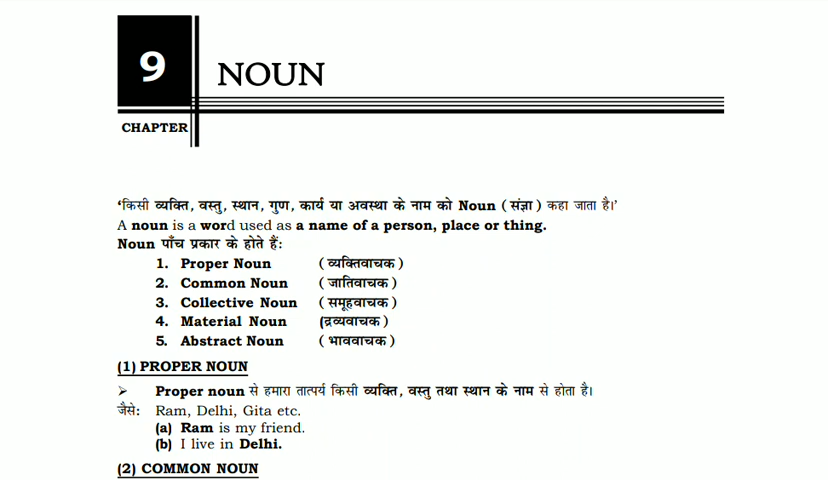 9
NOUN
CHAPTER
‘किसी व्यक्ति, वस्तु, स्थान, गुण, कार्य या अवस्था के नाम को Noun (संज्ञा) कहा जाता है।’
A noun is a word used as a name of a person, place or thing.
Noun पाँच प्रकार के होते हैं:
1. Proper Noun (व्यक्तिवाचक)
2. Common Noun (जातिवाचक)
3. Collective Noun (समूहवाचक)
4. Material Noun (द्रव्यवाचक)
5. Abstract Noun (भाववाचक)
(1) PROPER NOUN
➢ Proper noun से हमारा तात्पर्य किसी व्यक्ति, वस्तु तथा स्थान के नाम से होता है।
जैसे: Ram, Delhi, Gita etc.
(a) Ram is my friend.
(b) I live in Delhi.
(2) COMMON NOUN